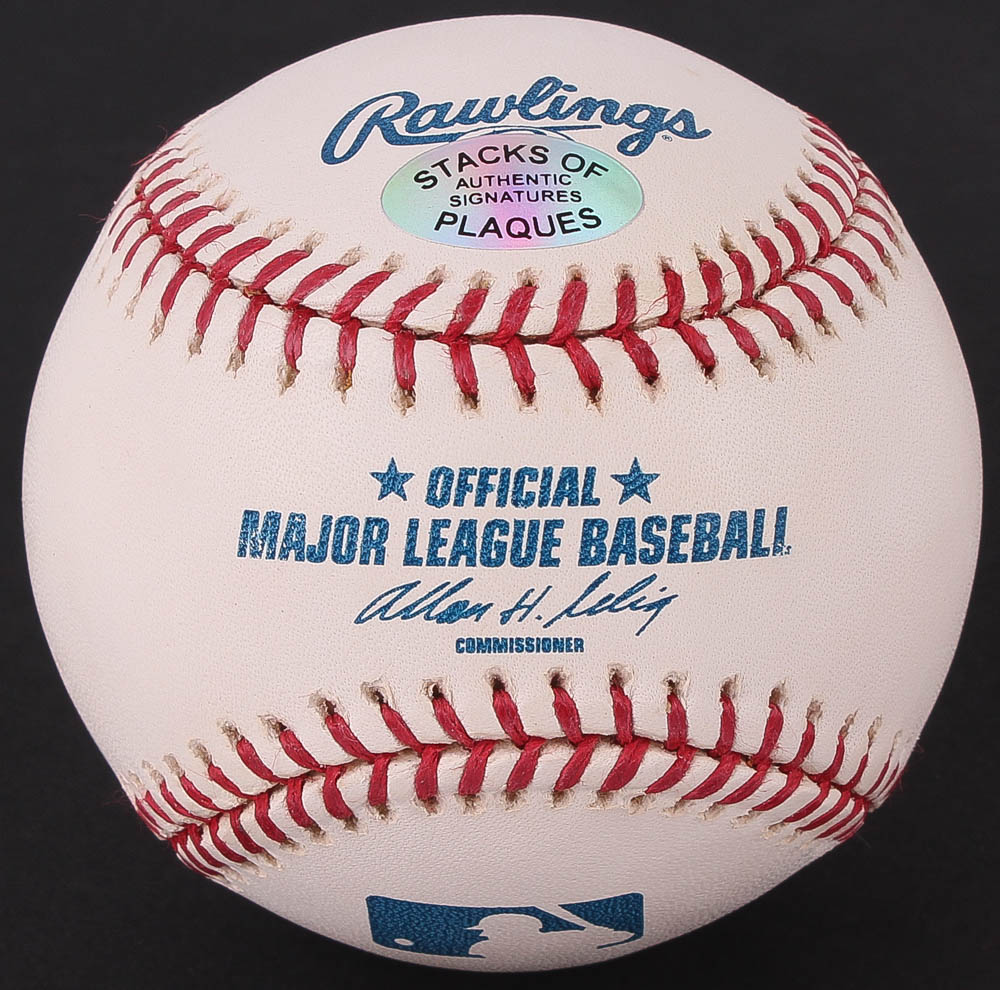 Rawlings®
STACKS OF
AUTHENTIC
SIGNATURES
PLAQUES
★ OFFICIAL ★
MAJOR LEAGUE BASEBALL
Allan H. Selig
COMMISSIONER